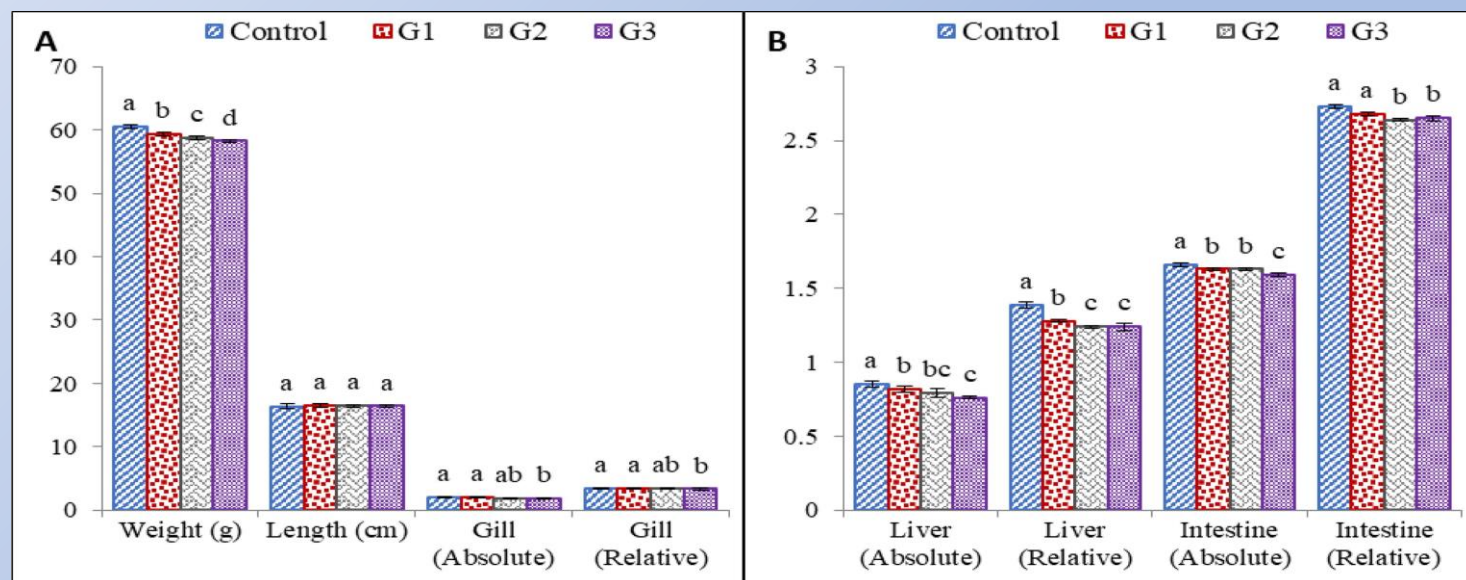 A
Control G1 G2 G3
70
60
50
40
30
20
10
0
a b c d
a a a a
a a ab b
a a ab b
Weight (g) Length (cm) Gill Gill
(Absolute) (Relative)
B
Control G1 G2 G3
3
2.5
2
1.5
1
0.5
0
a b bc c
a b c c
a b b c
a a b b
Liver Liver Intestine Intestine
(Absolute) (Relative) (Absolute) (Relative)